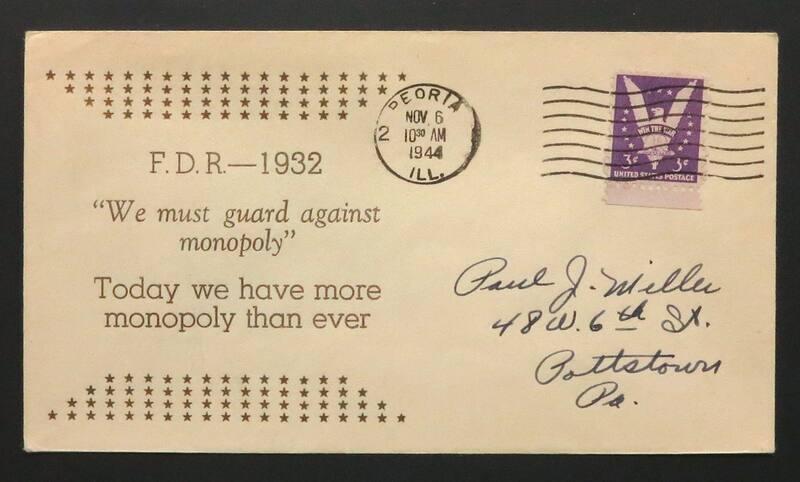 F. D. R.—1932
"We must guard against
monopoly"
Today we have more
monopoly than ever
PEORIA
NOV. 6
2 10³⁰ AM
1944
ILL.
WIN THE WAR
3¢ 3¢
UNITED STATES POSTAGE
Paul J. Miller
48 W. 6th St.
Pottstown
Pa.